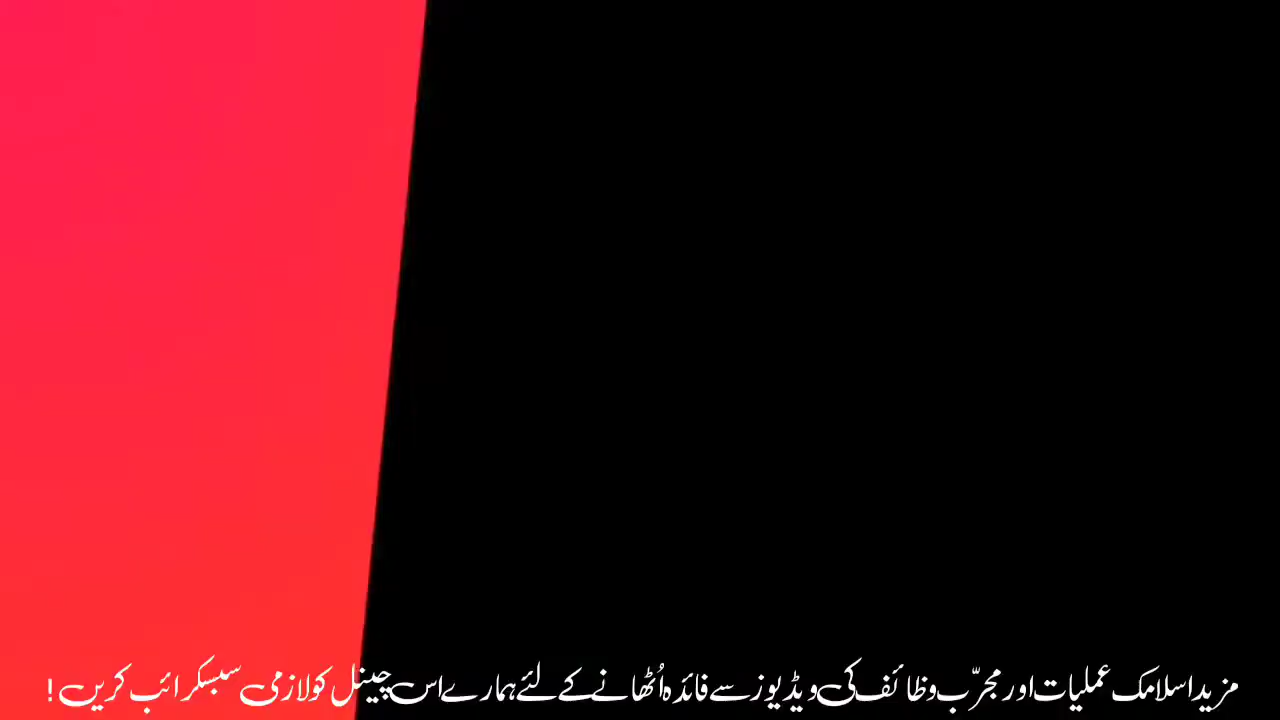 مزید اسلامک عملیات اور مجرّب وظائف کی ویڈیوز سے فائدہ اُٹھانے کے لئے ہمارے اس چینل کو لازمی سبسکرائب کریں !